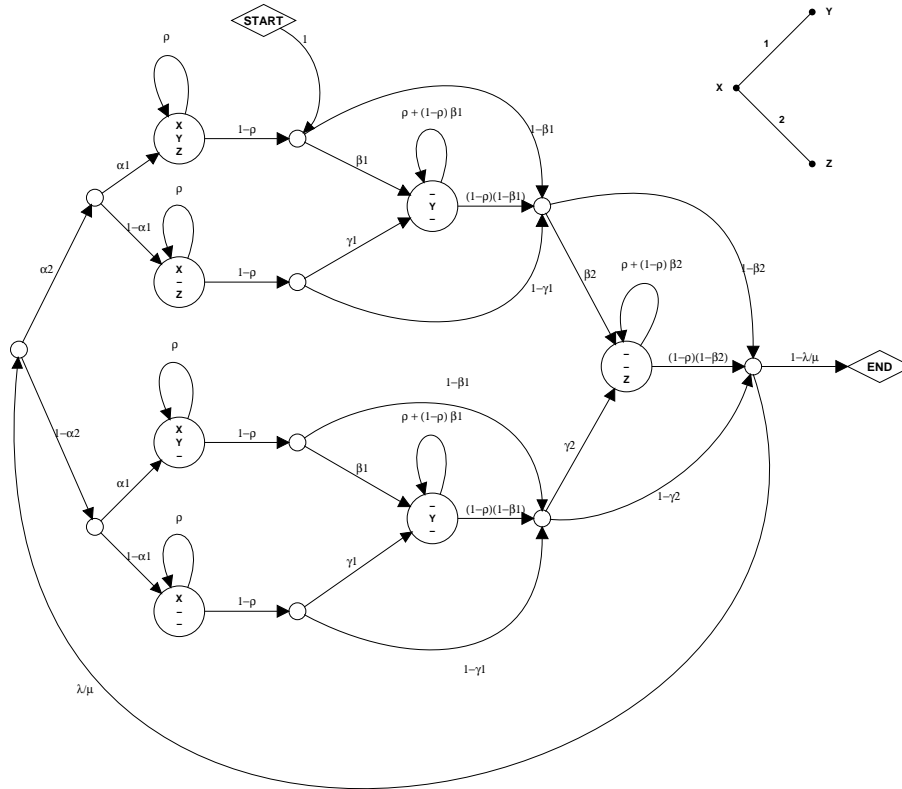 START
1
ρ
X
Y
Z
1−ρ
α1
ρ
1−α1
X
−
Z
1−ρ
α2
β1
ρ + (1−ρ) β1
−
Y
−
(1−ρ)(1−β1)
1−β1
γ1
1−γ1
β2
ρ + (1−ρ) β2
−
−
Z
(1−ρ)(1−β2)
1−β2
1−λ/μ
END
Y
1
X
2
Z
ρ
X
Y
−
1−ρ
1−α2
α1
1−α1
ρ
X
−
−
1−ρ
1−β1
ρ + (1−ρ) β1
β1
−
Y
−
(1−ρ)(1−β1)
γ1
1−γ1
γ2
1−γ2
λ/μ